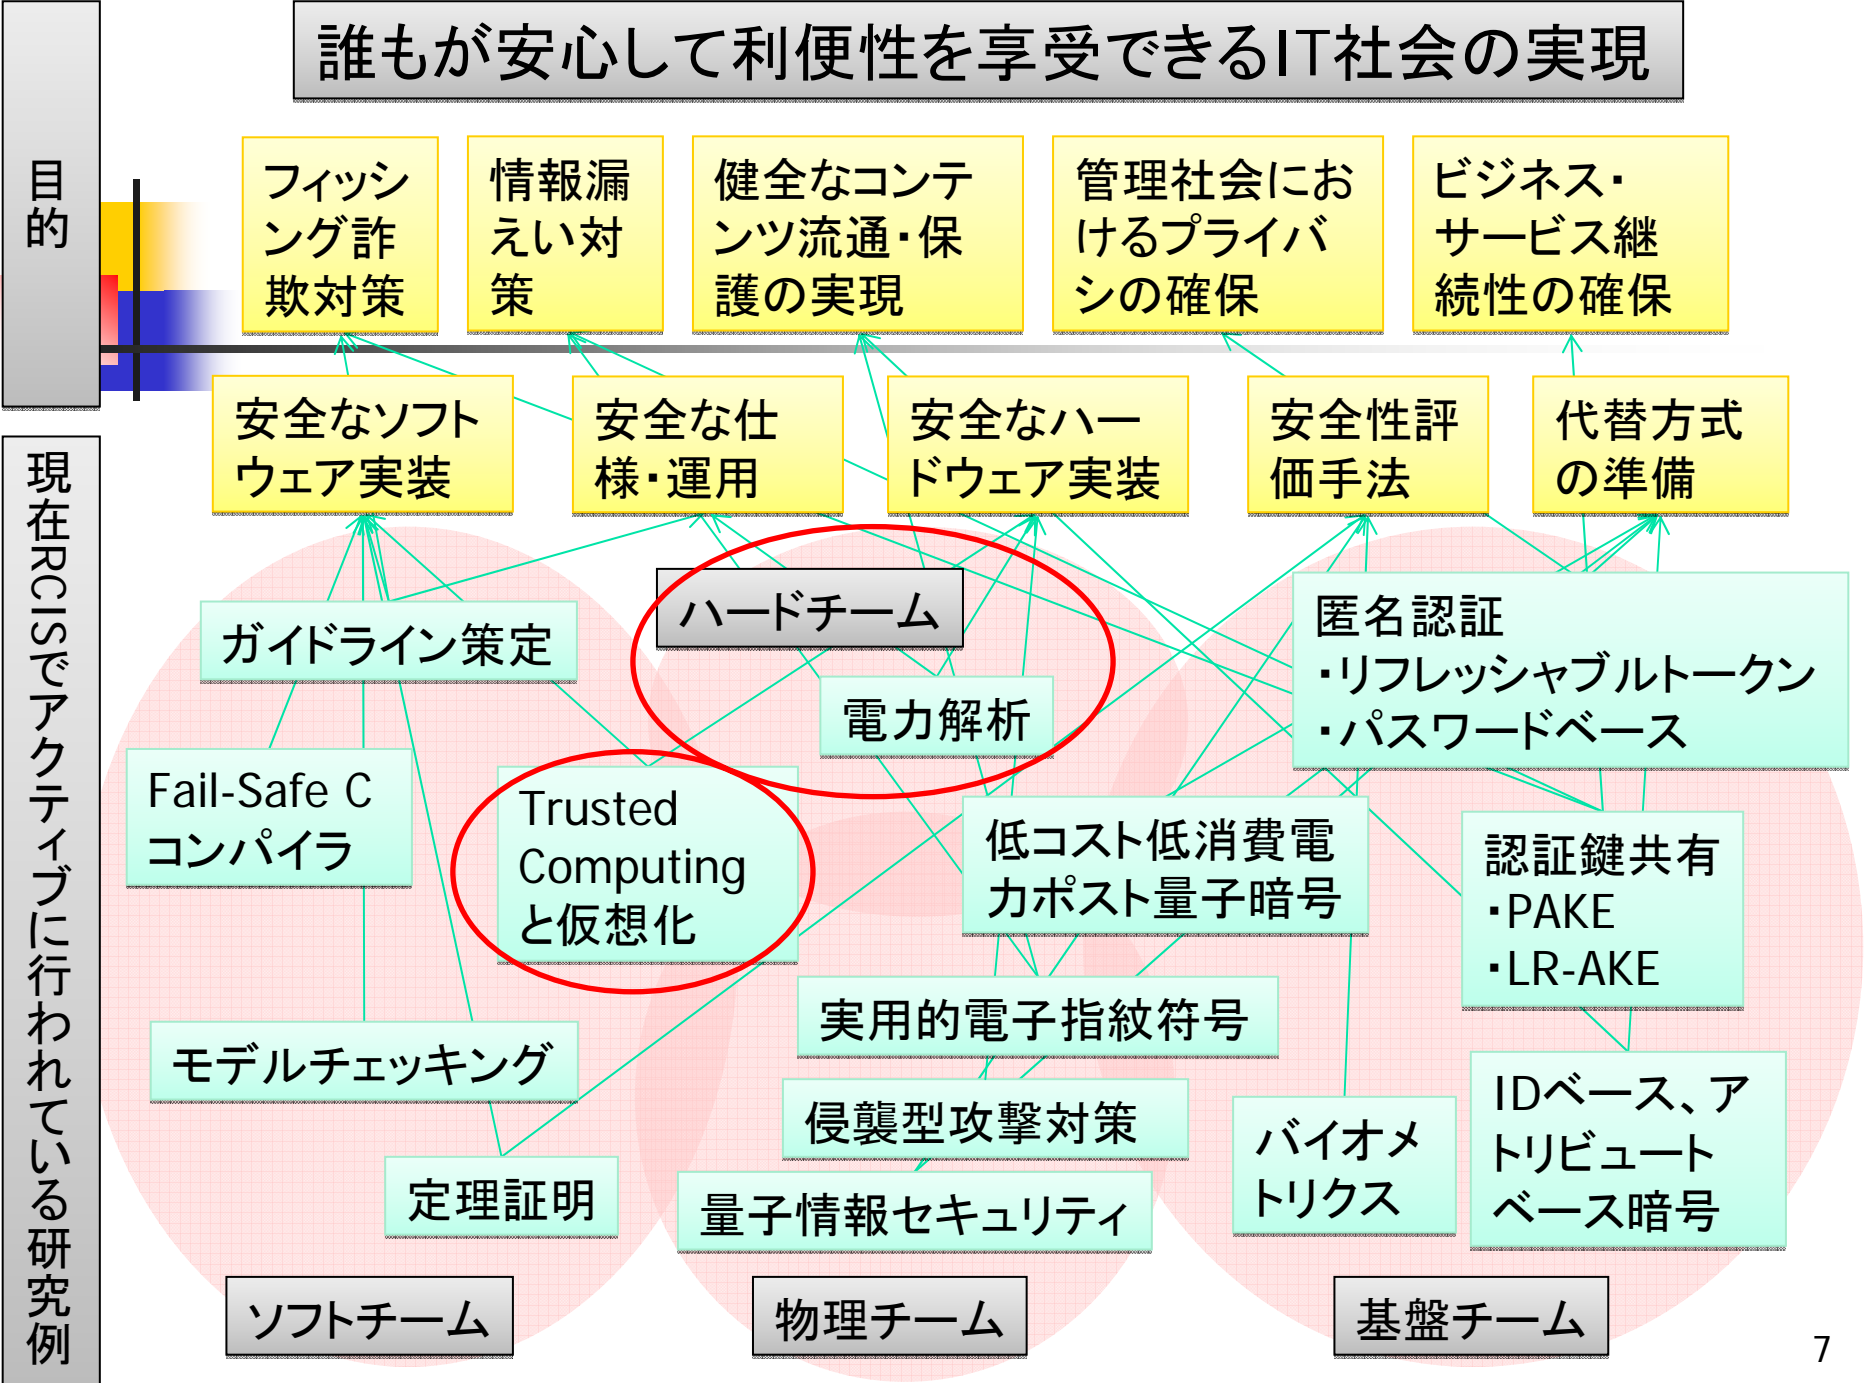 誰もが安心して利便性を享受できるIT社会の実現
目的
フィッシ
ング詐
欺対策
情報漏
えい対
策
健全なコンテ
ンツ流通・保
護の実現
管理社会にお
けるプライバ
シの確保
ビジネス・
サービス継
続性の確保
安全なソフト
ウェア実装
安全な仕
様・運用
安全なハー
ドウェア実装
安全性評
価手法
代替方式
の準備
現在RCISでアクティブに行われている研究例
ガイドライン策定
ハードチーム
電力解析
匿名認証
・リフレッシャブルトークン
・パスワードベース
Fail-Safe C
コンパイラ
Trusted
Computing
と仮想化
低コスト低消費電
力ポスト量子暗号
認証鍵共有
・PAKE
・LR-AKE
実用的電子指紋符号
モデルチェッキング
侵襲型攻撃対策
バイオメ
トリクス
IDベース、ア
トリビュート
ベース暗号
定理証明
量子情報セキュリティ
ソフトチーム
物理チーム
基盤チーム
7